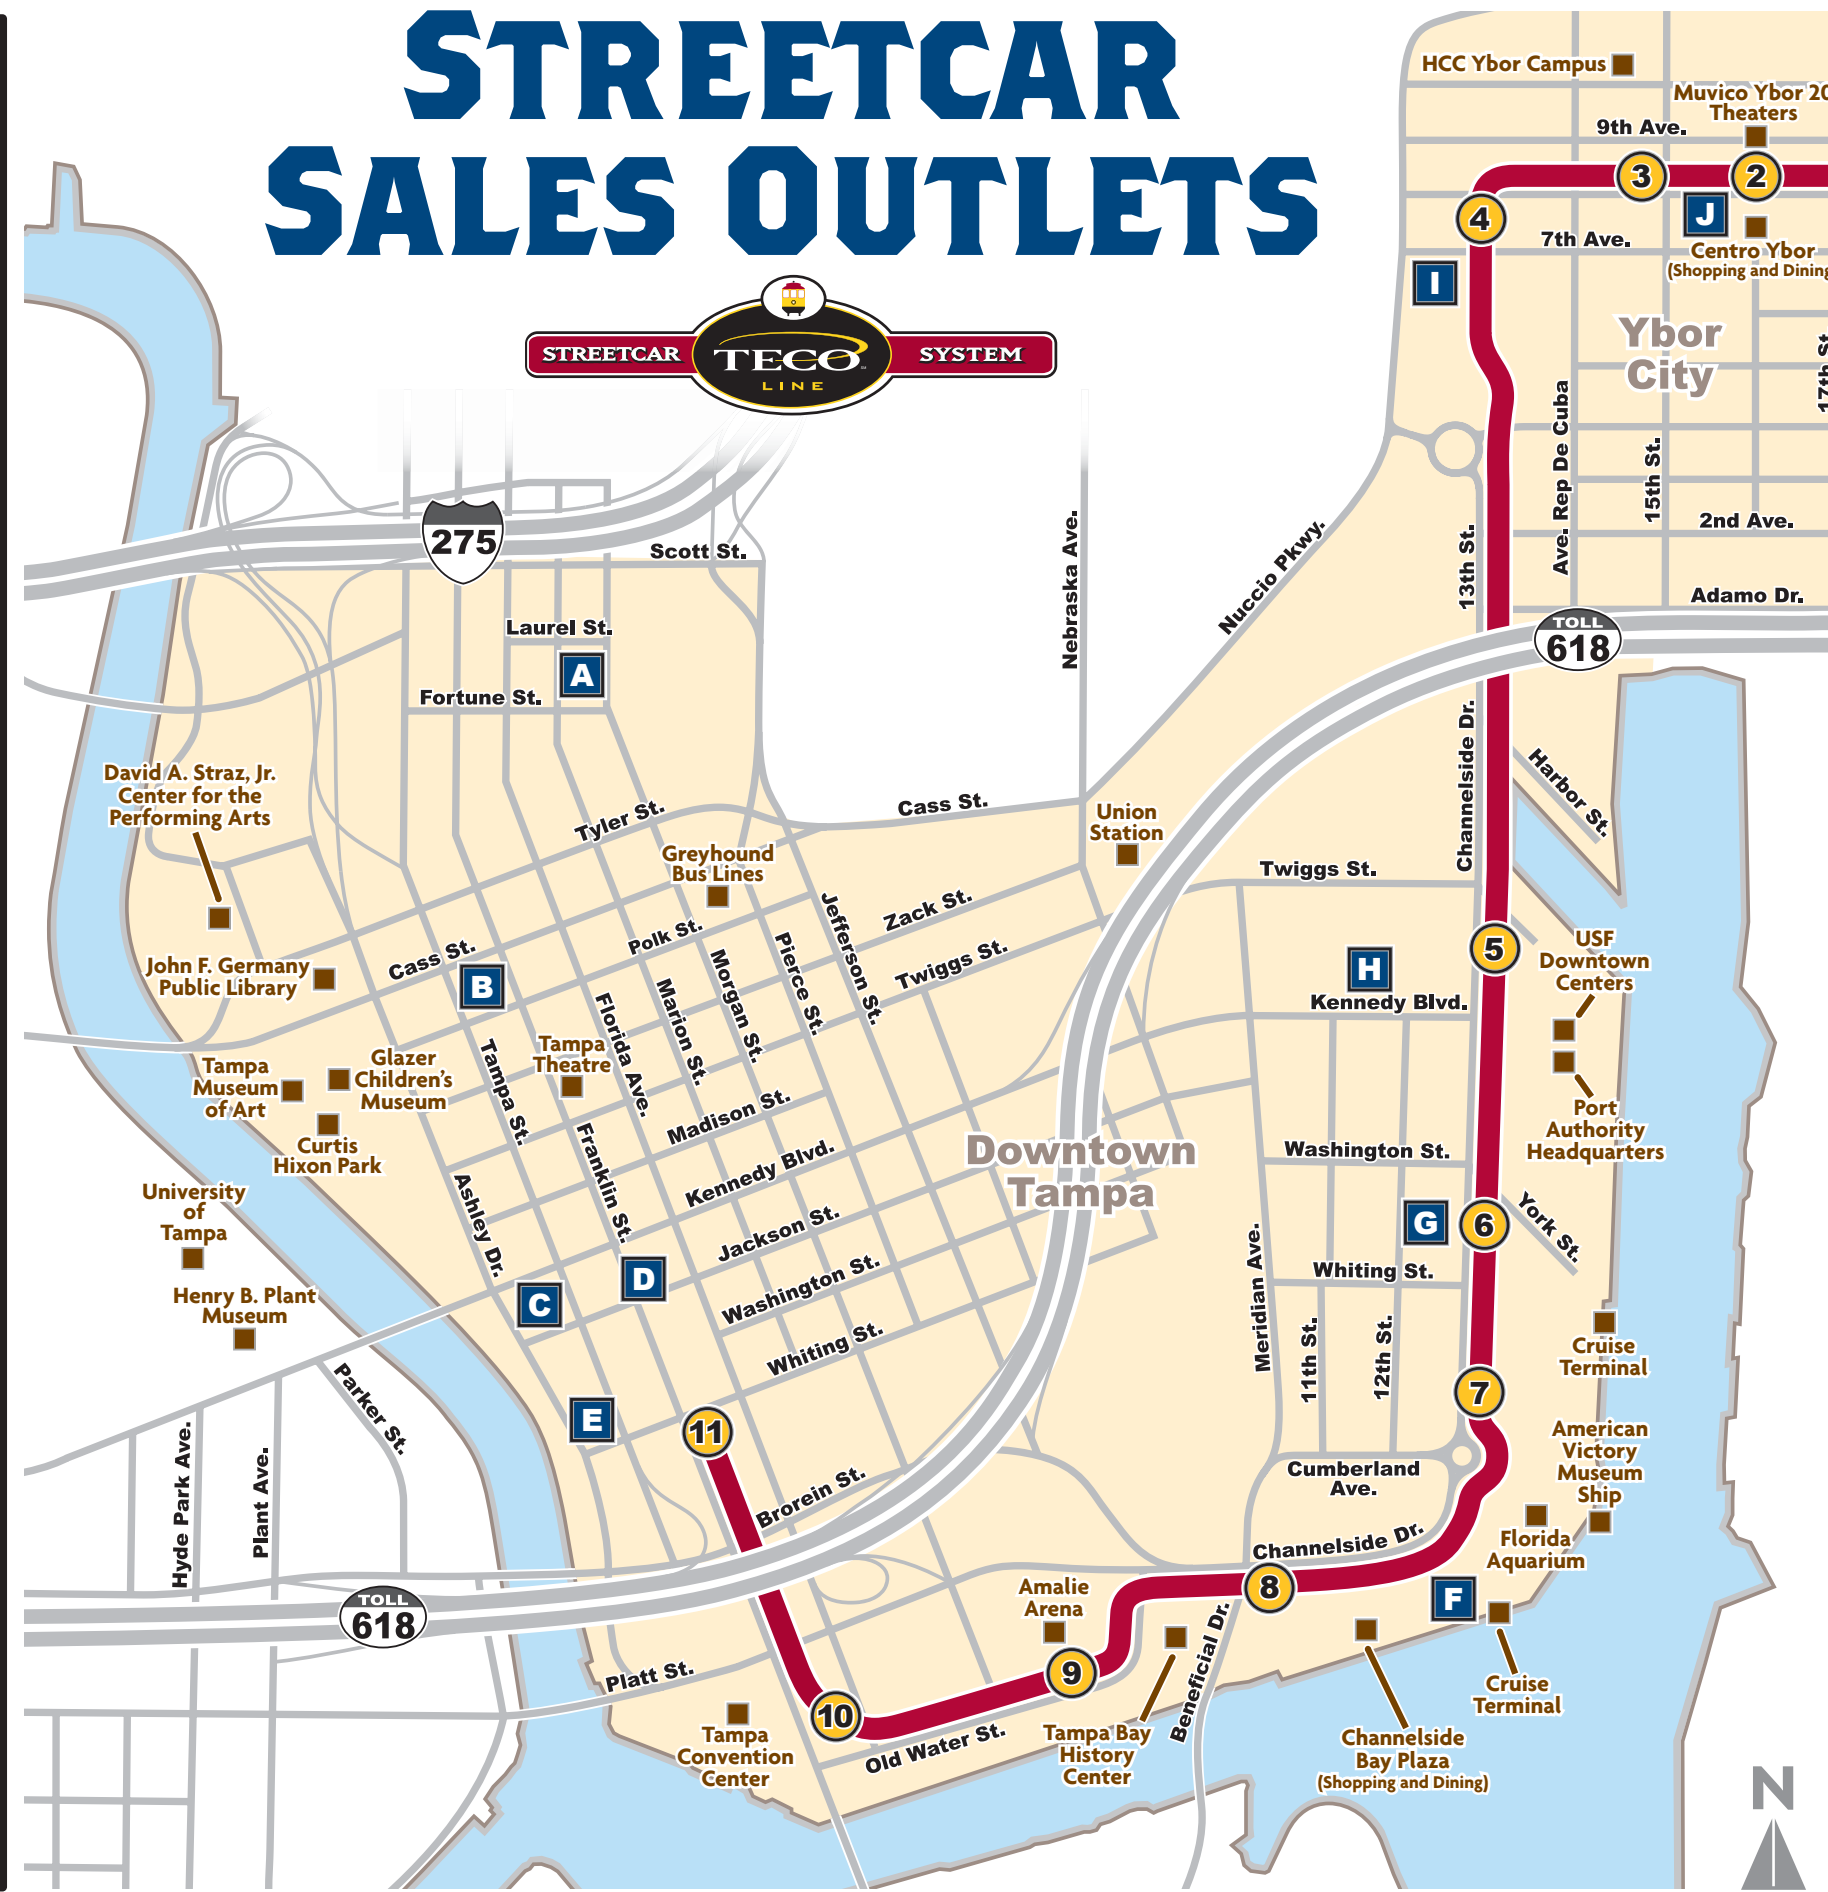 STREETCAR
SALES OUTLETS
STREETCAR
TECO
LINE
SYSTEM
HCC Ybor Campus
Muvico Ybor 20
Theaters
9th Ave.
3
2
4
J
7th Ave.
Centro Ybor
(Shopping and Dining
I
Ybor
City
17th St.
Ave. Rep De Cuba
15th St.
2nd Ave.
13th St.
Adamo Dr.
TOLL
618
275
Scott St.
Nebraska Ave.
Nuccio Pkwy.
Laurel St.
A
Fortune St.
Channelside Dr.
Harbor St.
David A. Straz, Jr.
Center for the
Performing Arts
Tyler St.
Cass St.
Union
Station
Greyhound
Bus Lines
Twiggs St.
Zack St.
Jefferson St.
Polk St.
Pierce St.
Cass St.
Twiggs St.
Morgan St.
5
USF
Downtown
Centers
H
Kennedy Blvd.
John F. Germany
Public Library
B
Marion St.
Florida Ave.
Tampa St.
Tampa
Theatre
Glazer
Children's
Museum
Tampa
Museum
of Art
Curtis
Hixon Park
Madison St.
Franklin St.
Kennedy Blvd.
Downtown
Tampa
Washington St.
Port
Authority
Headquarters
University
of
Tampa
Ashley Dr.
Jackson St.
G
6
York St.
Henry B. Plant
Museum
D
C
Washington St.
Meridian Ave.
Whiting St.
Whiting St.
11th St.
12th St.
Cruise
Terminal
Parker St.
E
11
7
Hyde Park Ave.
Plant Ave.
American
Victory
Museum
Ship
Cumberland
Ave.
Brorein St.
Channelside Dr.
Florida
Aquarium
TOLL
618
Amalie
Arena
8
F
9
Platt St.
Beneficial Dr.
10
Cruise
Terminal
Old Water St.
Tampa
Convention
Center
Tampa Bay
History
Center
Channelside
Bay Plaza
(Shopping and Dining)
N